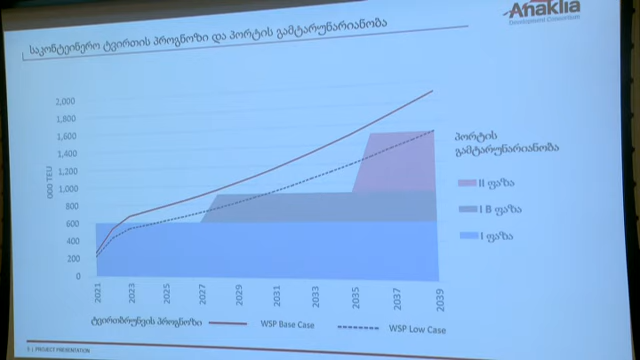 Anaklia
Development Consortium
საკონტეინერო ტვირთის პროგნოზი და პორტის გამტარუნარიანობა
2,000
1,800
1,600
1,400
1,200
1,000
800
600
400
200
0
000 TEU
2021
2023
2025
2027
2029
2031
2033
2035
2037
2039
პორტის
გამტარუნარიანობა
II ფაზა
I B ფაზა
I ფაზა
ტვირთბრუნვის პროგნოზი
WSP Base Case
WSP Low Case
5 | PROJECT PRESENTATION